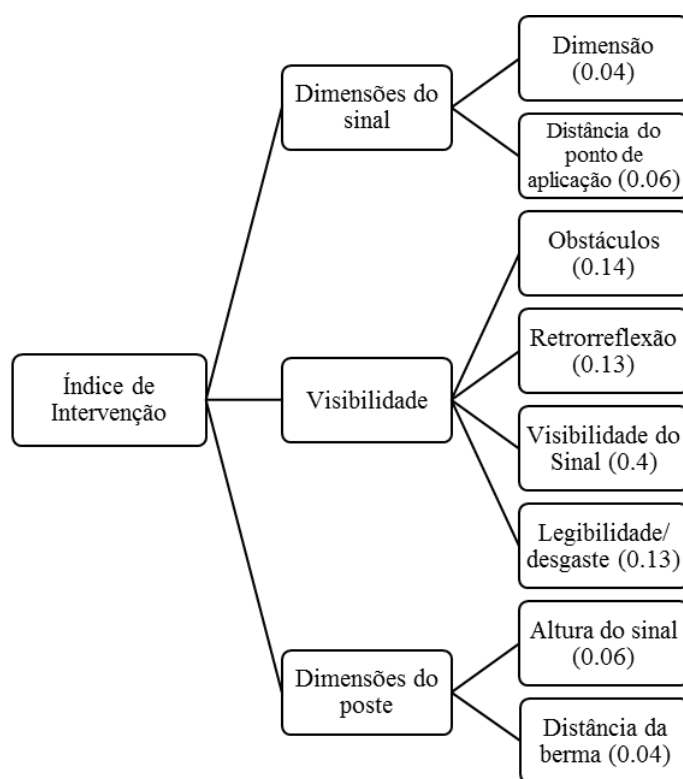 Índice de
Intervenção
Dimensões do
sinal
Dimensão
(0.04)
Distância do
ponto de
aplicação (0.06)
Visibilidade
Obstáculos
(0.14)
Retrorreflexão
(0.13)
Visibilidade do
Sinal (0.4)
Legibilidade/
desgaste (0.13)
Dimensões do
poste
Altura do sinal
(0.06)
Distância da
berma (0.04)